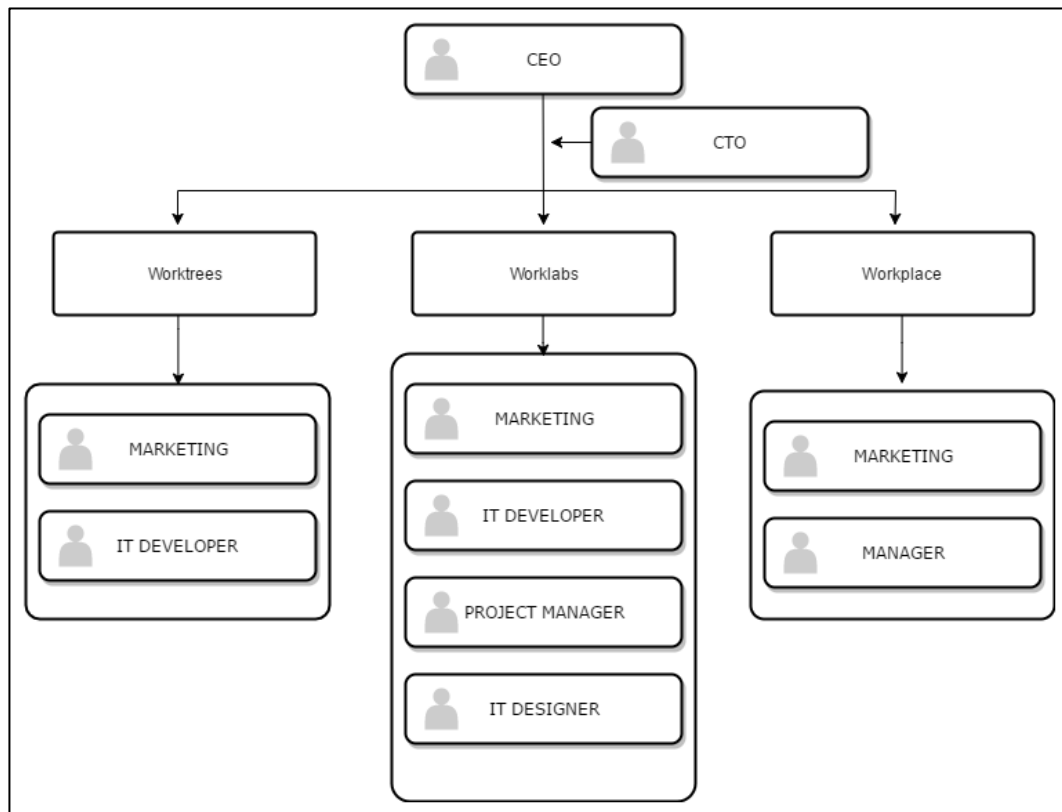 CEO
CTO
Worktrees
Worklabs
Workplace
MARKETING
IT DEVELOPER
MARKETING
IT DEVELOPER
PROJECT MANAGER
IT DESIGNER
MARKETING
MANAGER